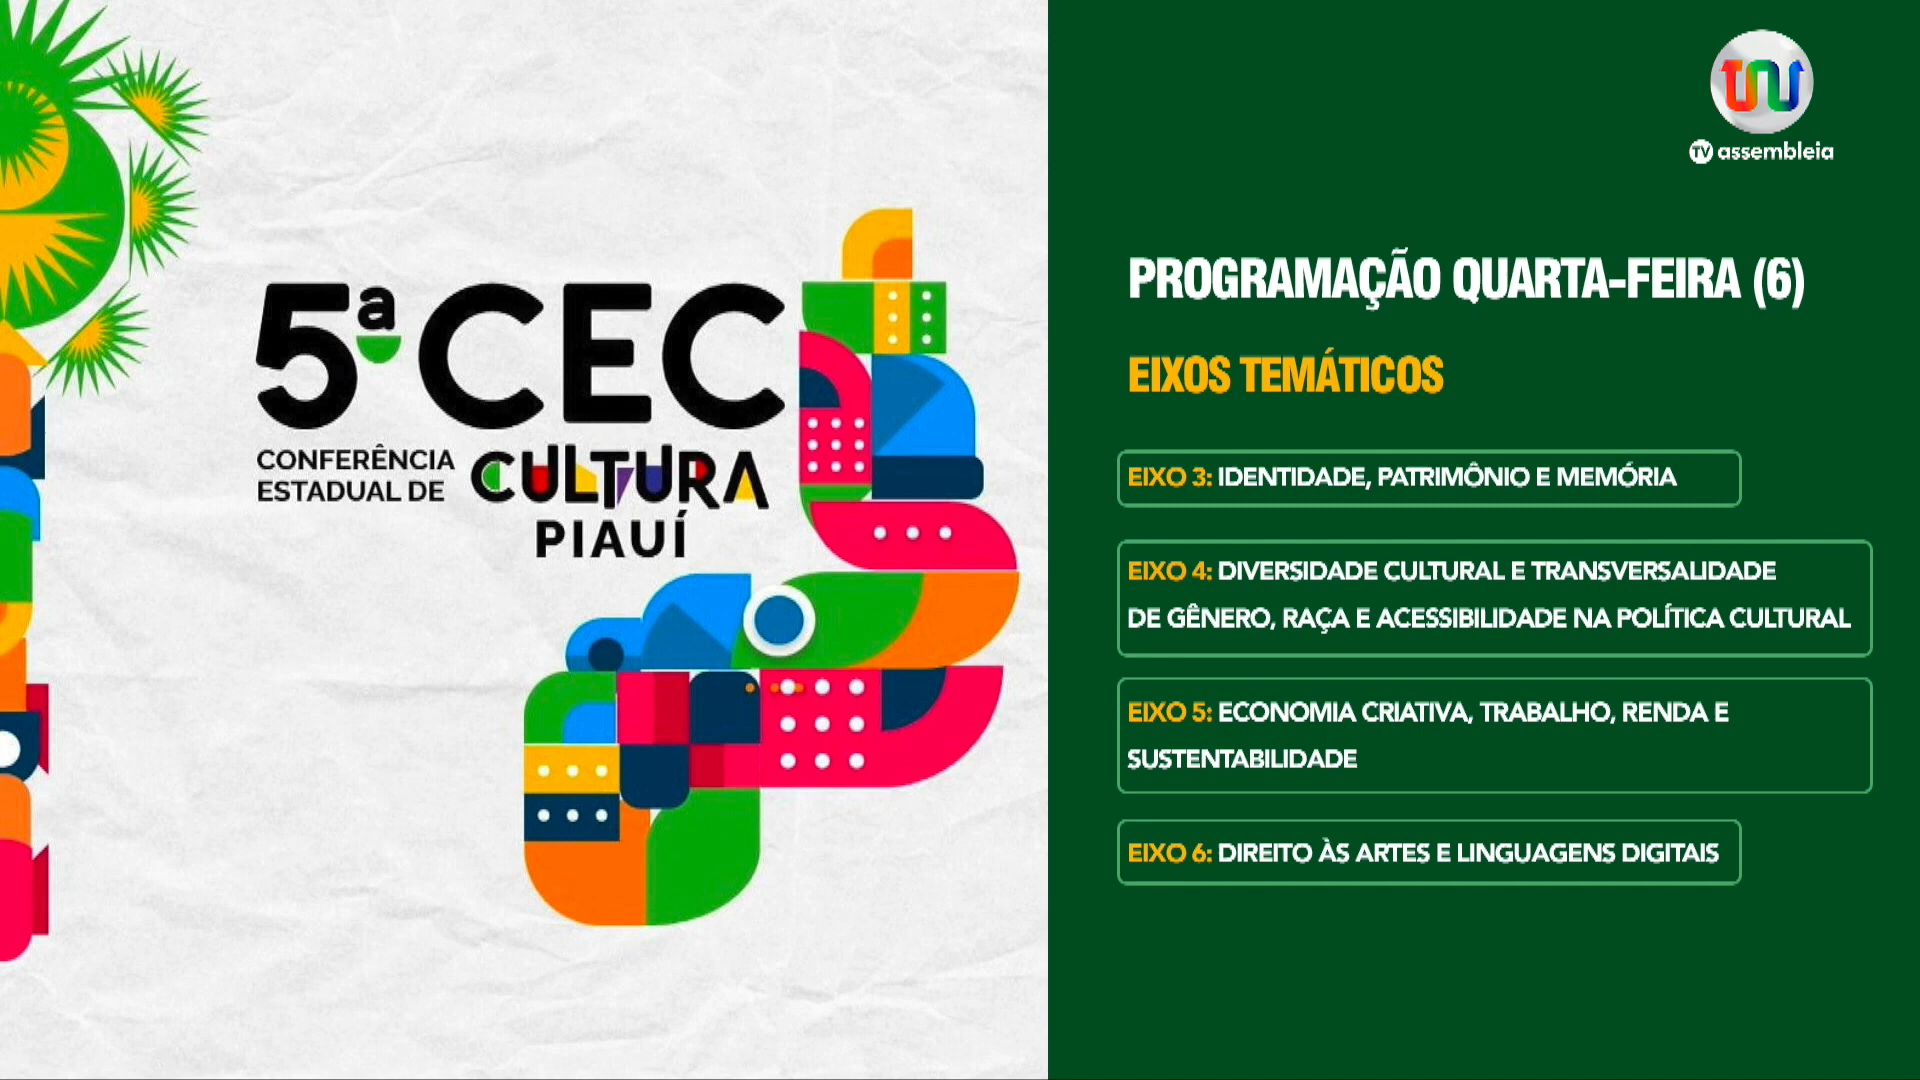 5ª CEC
CONFERÊNCIA
ESTADUAL DE
CULTURA
PIAUÍ
TV assembleia
PROGRAMAÇÃO QUARTA-FEIRA (6)
EIXOS TEMÁTICOS
EIXO 3: IDENTIDADE, PATRIMÔNIO E MEMÓRIA
EIXO 4: DIVERSIDADE CULTURAL E TRANSVERSALIDADE
DE GÊNERO, RAÇA E ACESSIBILIDADE NA POLÍTICA CULTURAL
EIXO 5: ECONOMIA CRIATIVA, TRABALHO, RENDA E
SUSTENTABILIDADE
EIXO 6: DIREITO ÀS ARTES E LINGUAGENS DIGITAIS